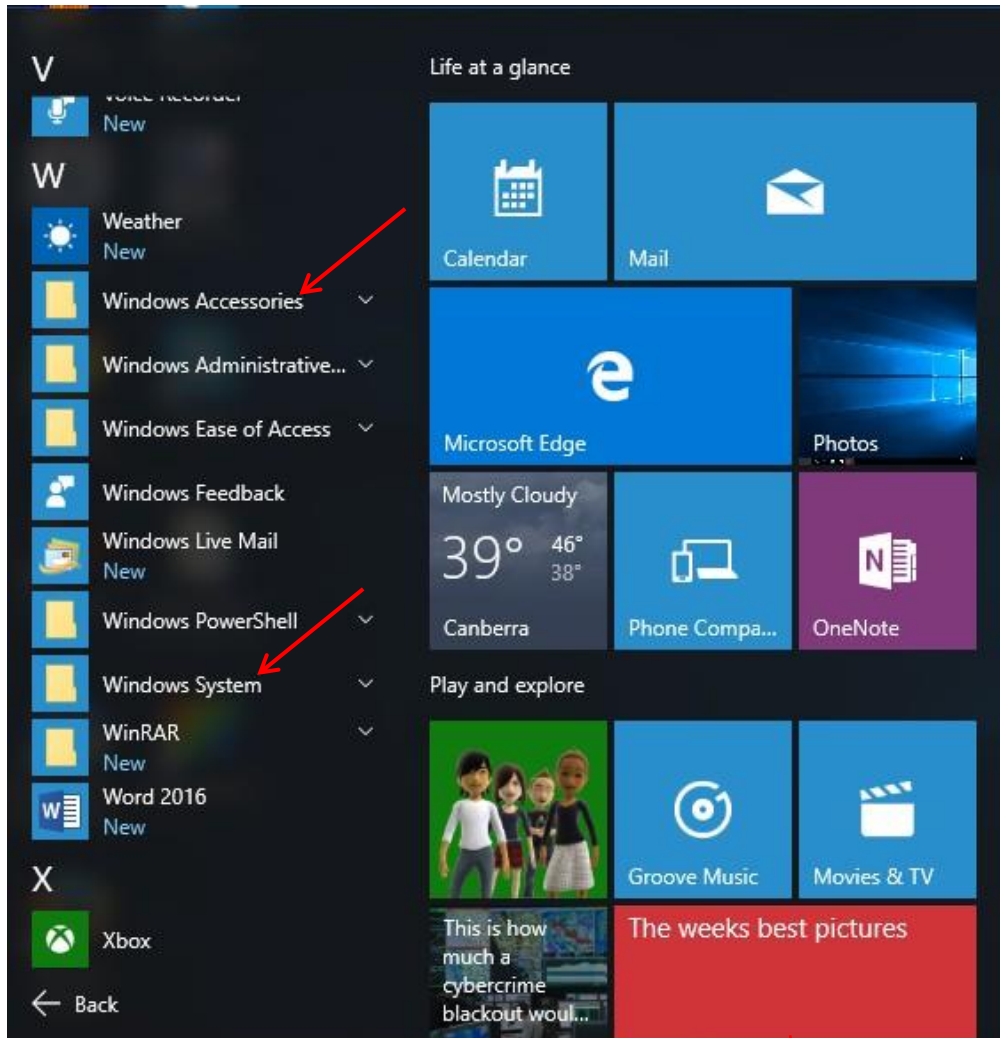 V
Voice Recorder
New
W
Weather
New
Windows Accessories
Windows Administrative...
Windows Ease of Access
Windows Feedback
Windows Live Mail
New
Windows PowerShell
Windows System
WinRAR
New
Word 2016
New
X
Xbox
Back
Life at a glance
Calendar
Mail
Microsoft Edge
Photos
Mostly Cloudy
39° 46°
38°
Canberra
Phone Compa...
N
OneNote
Play and explore
Groove Music
Movies & TV
This is how
much a
cybercrime
blackout woul...
The weeks best pictures